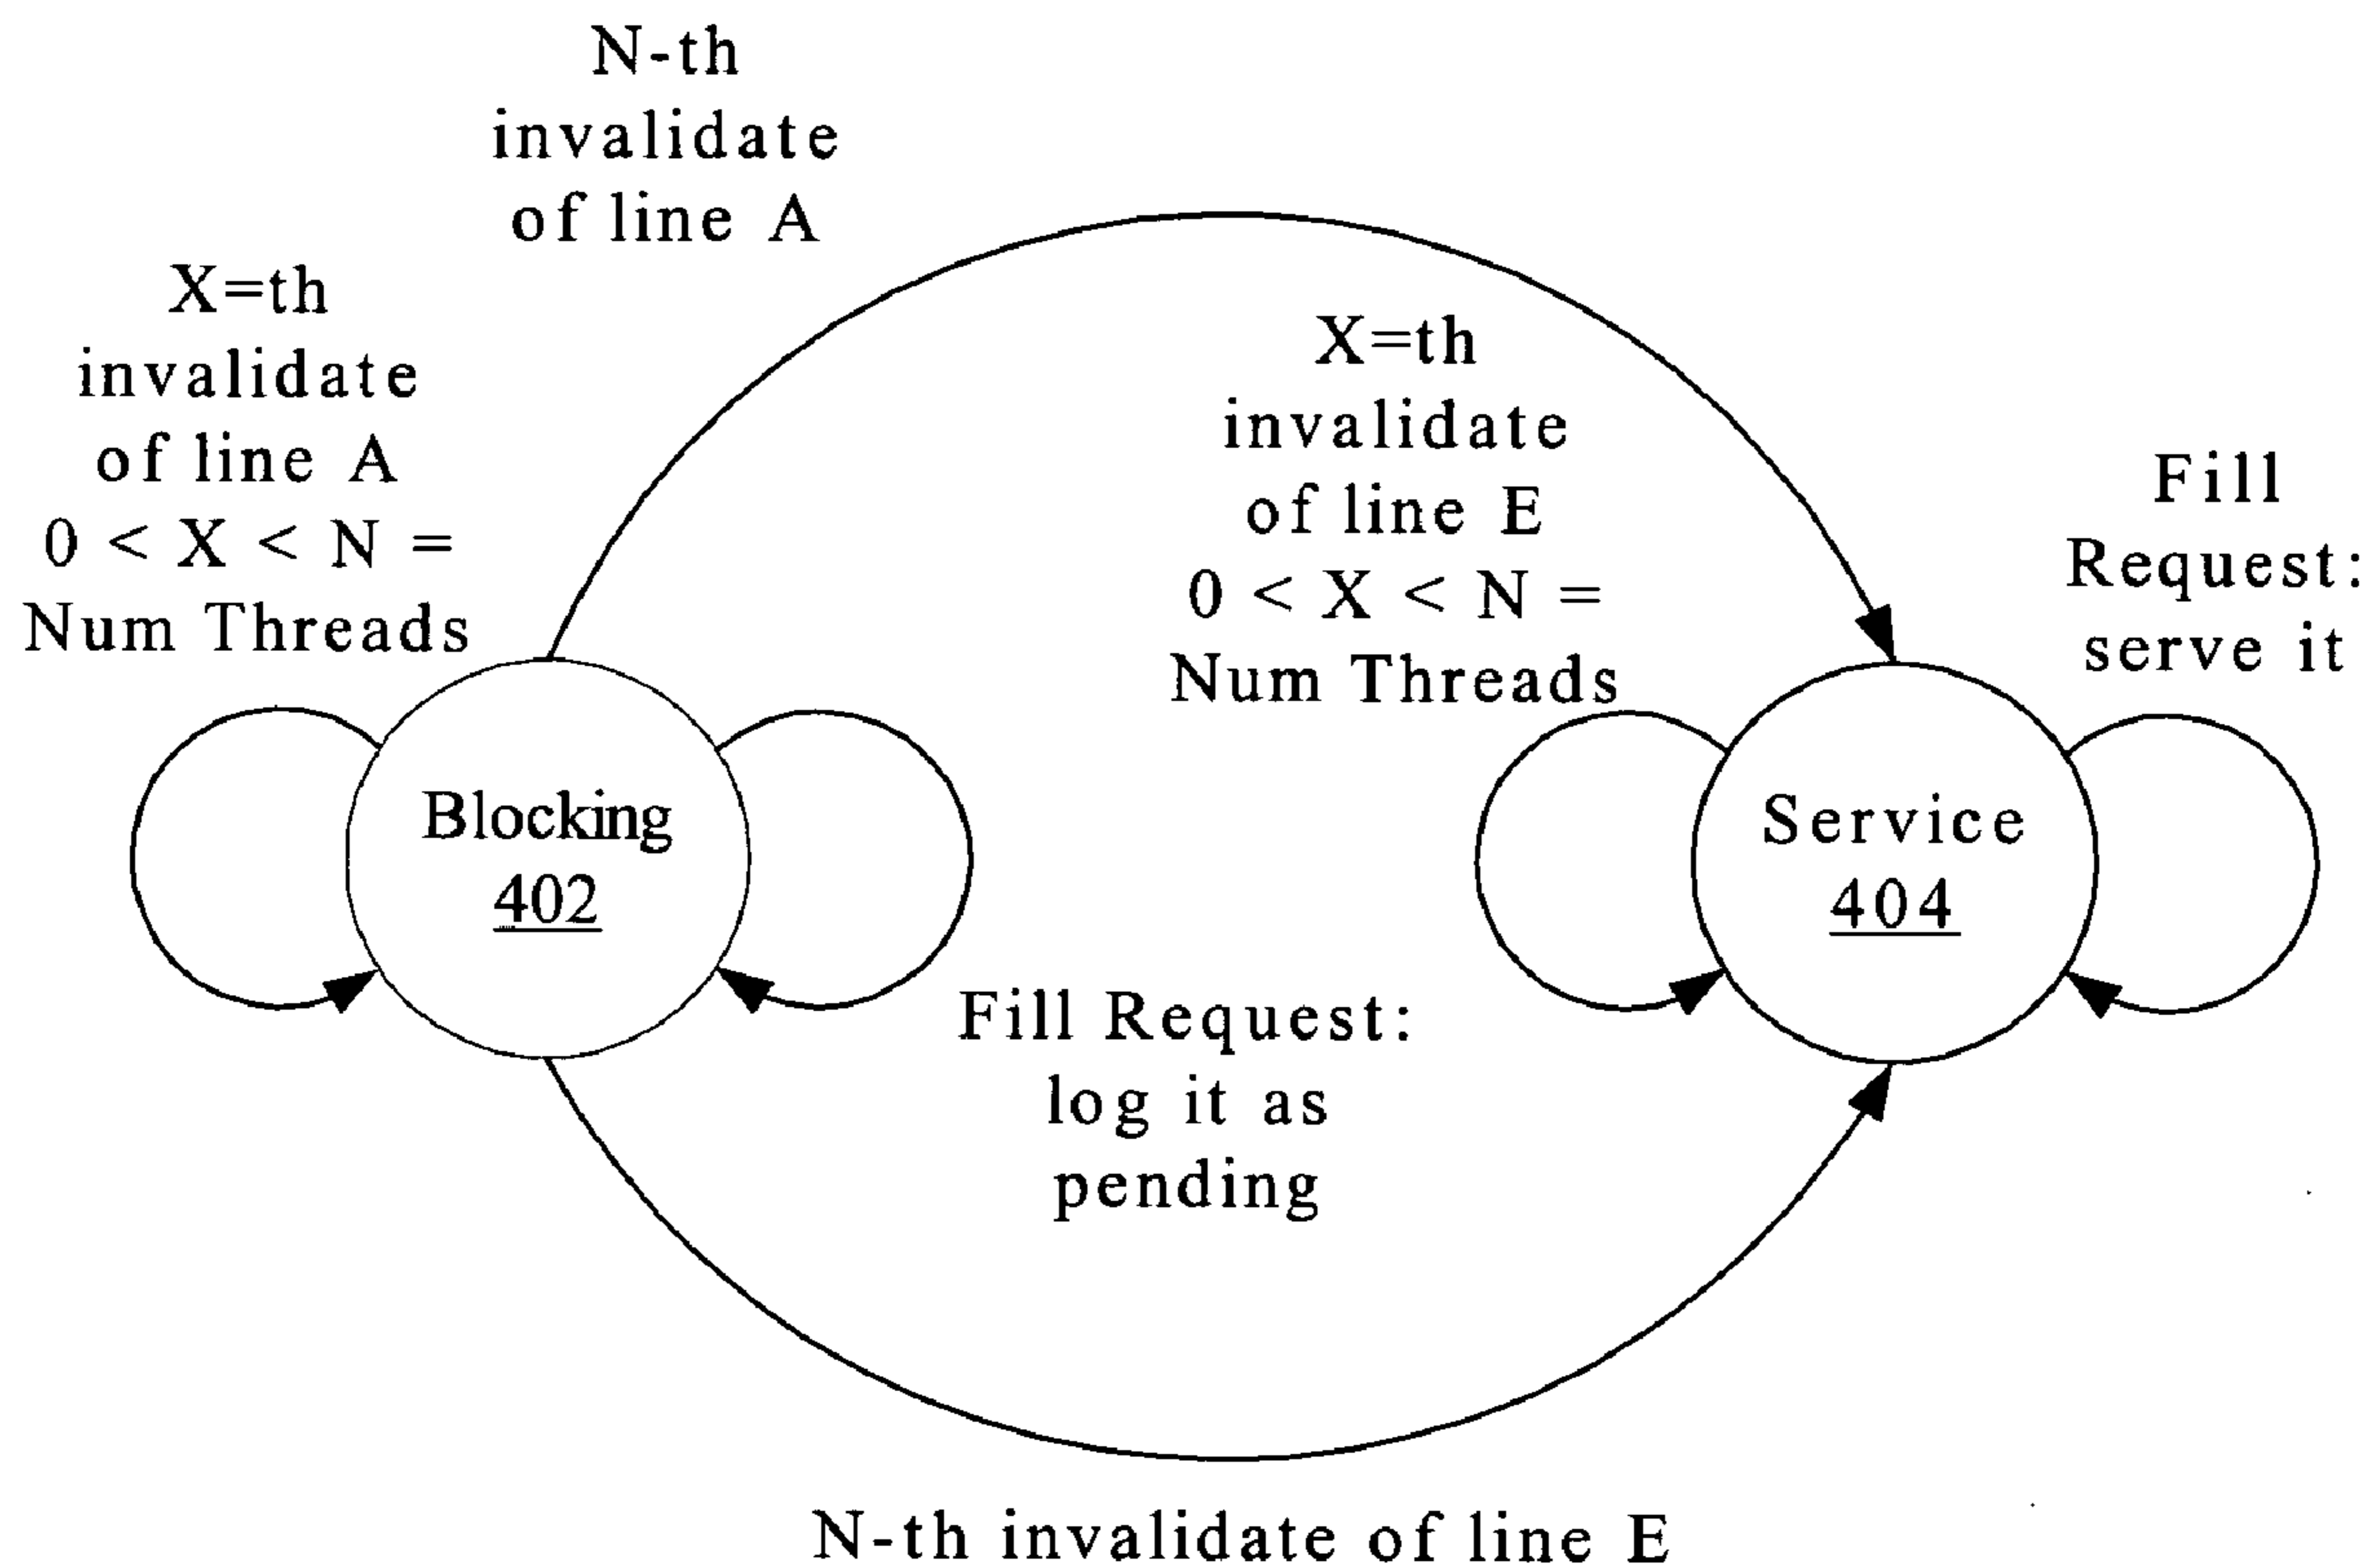 N-th
invalidate
of line A
X=th
invalidate
of line A
0 < X < N =
Num Threads
X=th
invalidate
of line E
0 < X < N =
Num Threads
Fill
Request:
serve it
Blocking
402
Service
404
Fill Request:
log it as
pending
N-th invalidate of line E